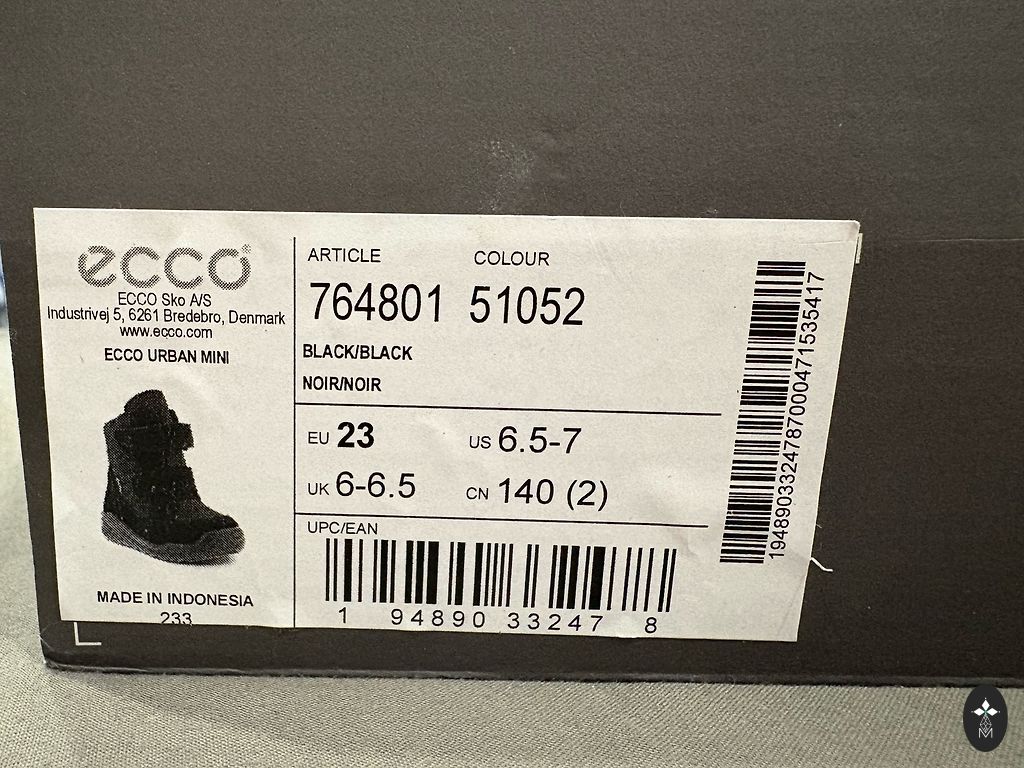 ecco
ECCO Sko A/S
Industrivej 5, 6261 Bredebro, Denmark
www.ecco.com
ECCO URBAN MINI
MADE IN INDONESIA
233
L
ARTICLE COLOUR
764801 51052
BLACK/BLACK
NOIR/NOIR
EU 23 US 6.5-7
UK 6-6.5 CN 140 (2)
UPC/EAN
1 94890 33247 8
1948903324787000471535417
M